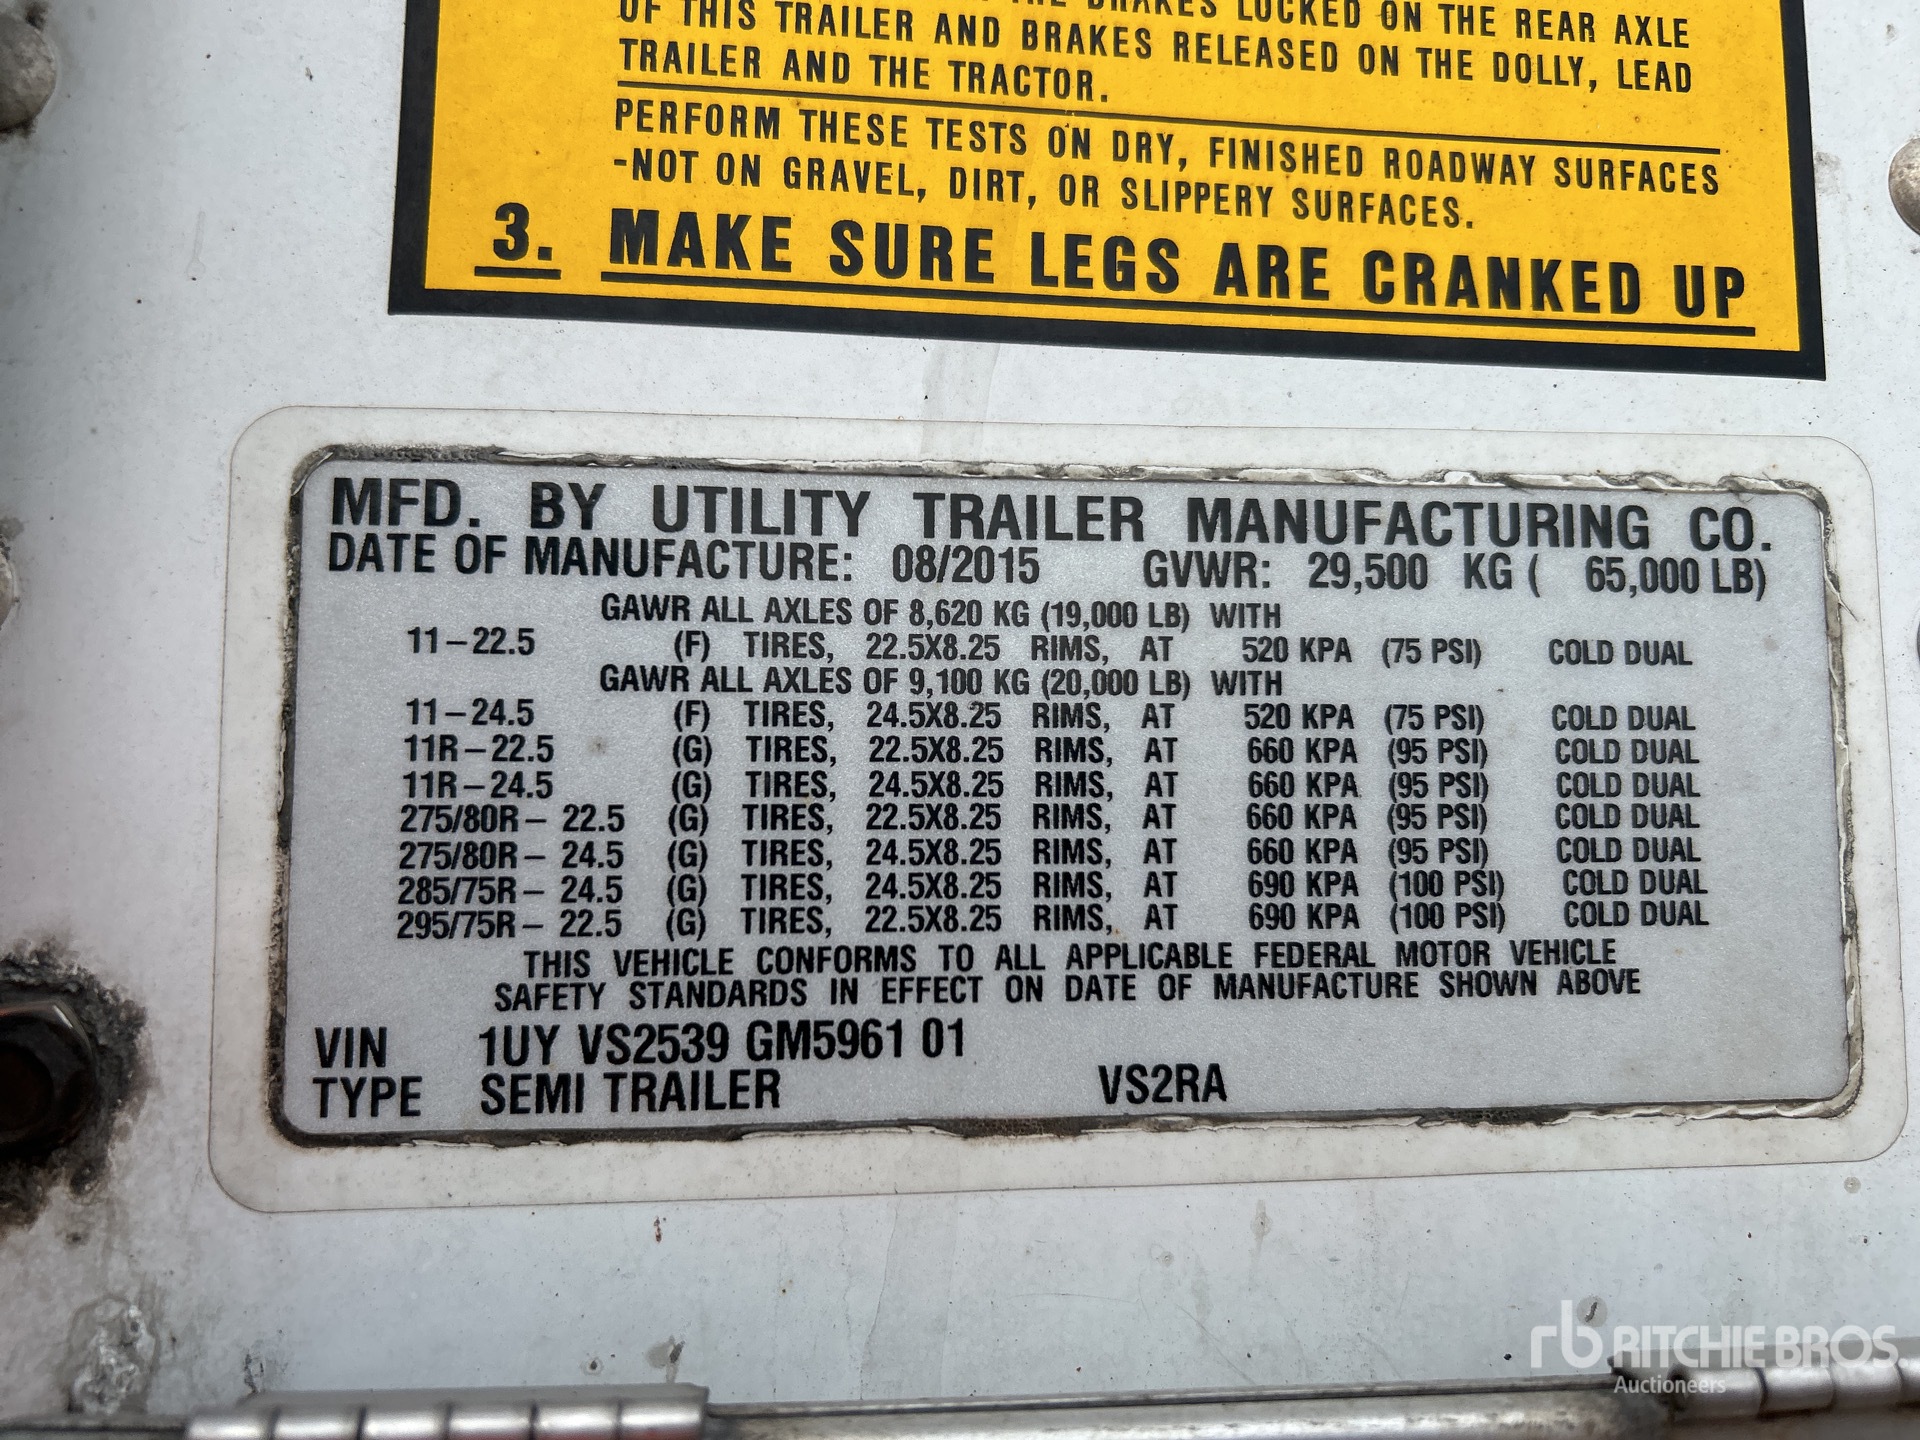 THE BRAKES LOCKED ON THE REAR AXLE
OF THIS TRAILER AND BRAKES RELEASED ON THE DOLLY, LEAD
TRAILER AND THE TRACTOR.
PERFORM THESE TESTS ON DRY, FINISHED ROADWAY SURFACES
-NOT ON GRAVEL, DIRT, OR SLIPPERY SURFACES.
3. MAKE SURE LEGS ARE CRANKED UP
MFD. BY UTILITY TRAILER MANUFACTURING CO.
DATE OF MANUFACTURE: 08/2015 GVWR: 29,500 KG ( 65,000 LB)
GAWR ALL AXLES OF 8,620 KG (19,000 LB) WITH
11-22.5 (F) TIRES, 22.5X8.25 RIMS, AT 520 KPA (75 PSI) COLD DUAL
GAWR ALL AXLES OF 9,100 KG (20,000 LB) WITH
11-24.5 (F) TIRES, 24.5X8.25 RIMS, AT 520 KPA (75 PSI) COLD DUAL
11R-22.5 (G) TIRES, 22.5X8.25 RIMS, AT 660 KPA (95 PSI) COLD DUAL
11R-24.5 (G) TIRES, 24.5X8.25 RIMS, AT 660 KPA (95 PSI) COLD DUAL
275/80R- 22.5 (G) TIRES, 22.5X8.25 RIMS, AT 660 KPA (95 PSI) COLD DUAL
275/80R- 24.5 (G) TIRES, 24.5X8.25 RIMS, AT 660 KPA (95 PSI) COLD DUAL
285/75R- 24.5 (G) TIRES, 24.5X8.25 RIMS, AT 690 KPA (100 PSI) COLD DUAL
295/75R- 22.5 (G) TIRES, 22.5X8.25 RIMS, AT 690 KPA (100 PSI) COLD DUAL
THIS VEHICLE CONFORMS TO ALL APPLICABLE FEDERAL MOTOR VEHICLE
SAFETY STANDARDS IN EFFECT ON DATE OF MANUFACTURE SHOWN ABOVE
VIN 1UY VS2539 GM5961 01
TYPE SEMI TRAILER VS2RA
rb RITCHIE BROS
Auctioneers